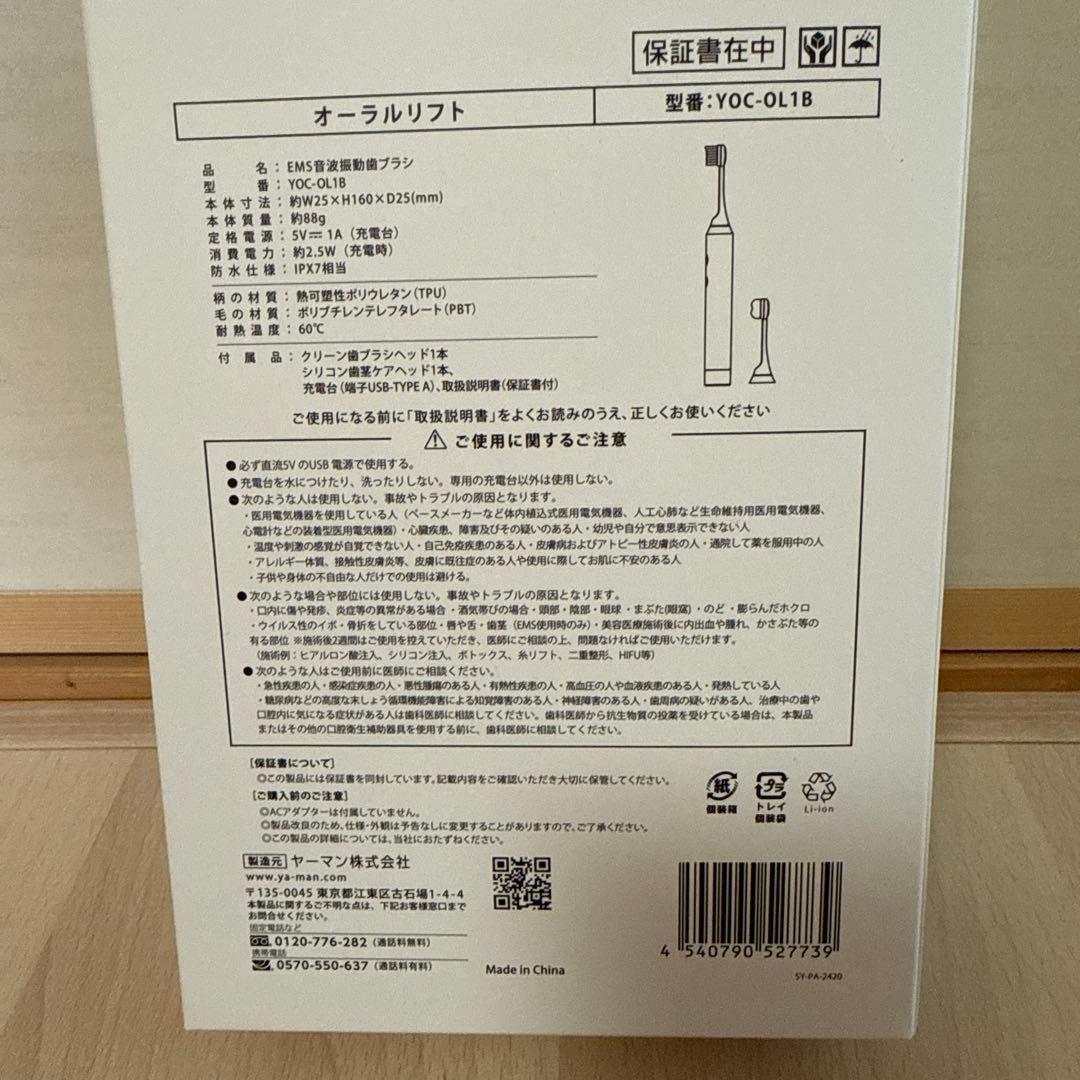 保証書在中
オーラルリフト
型番：YOC-OL1B
品名：EMS音波振動歯ブラシ
型番：YOC-OL1B
本体寸法：約W25×H160×D25(mm)
本体質量：約88g
定格電源：5V⎓1A（充電台）
消費電力：約2.5W（充電時）
防水仕様：IPX7相当
柄の材質：熱可塑性ポリウレタン（TPU）
毛の材質：ポリブチレンテレフタレート（PBT）
耐熱温度：60℃
付属品：クリーン歯ブラシヘッド1本
シリコン歯茎ケアヘッド1本、
充電台（端子USB-TYPE A）、取扱説明書（保証書付）
ご使用になる前に「取扱説明書」をよくお読みのうえ、正しくお使いください
⚠ ご使用に関するご注意
●必ず直流5VのUSB電源で使用する。
●充電台を水につけたり、洗ったりしない。専用の充電台以外は使用しない。
●次のような人は使用しない。事故やトラブルの原因となります。
・医用電気機器を使用している人（ペースメーカーなど体内植込式医用電気機器、人工心肺など生命維持用医用電気機器、
心電計などの装着型医用電気機器）・心臓疾患、障害及びその疑いのある人・幼児や自分で意思表示できない人
・温度や刺激の感覚が自覚できない人・自己免疫疾患のある人・皮膚病およびアトピー性皮膚炎の人・通院して薬を服用中の人
・アレルギー体質、接触性皮膚炎等、皮膚に既往症のある人や使用に際してお肌に不安のある人
・子供や身体の不自由な人だけでの使用は避ける。
●次のような場合や部位には使用しない。事故やトラブルの原因となります。
・口内に傷や発疹、炎症等の異常がある場合・酒気帯びの場合・頭部・陰部・眼球・まぶた(眼窩)・のど・膨らんだホクロ
・ウイルス性のイボ・骨折をしている部位・唇や舌・歯茎（EMS使用時のみ）・美容医療施術後に内出血や腫れ、かさぶた等の
有る部位 ※施術後2週間はご使用を控えていただき、医師にご相談の上、問題なければご使用いただけます。
（施術例：ヒアルロン酸注入、シリコン注入、ボトックス、糸リフト、二重整形、HIFU等）
●次のような人はご使用前に医師にご相談ください。
・急性疾患の人・感染症疾患の人・悪性腫瘍のある人・有熱性疾患の人・高血圧の人や血液疾患のある人・発熱している人
・糖尿病などの高度な末しょう循環機能障害による知覚障害のある人・神経障害のある人・歯周病の疑いがある人、治療中の歯や
口腔内に気になる症状がある人は歯科医師に相談してください。歯科医師から抗生物質の投薬を受けている場合は、本製品
またはその他の口腔衛生補助器具を使用する前に、歯科医師に相談してください。
[保証書について]
◎この製品には保証書を同封しています。記載内容をご確認いただき大切に保管してください。
[ご購入前のご注意]
◎ACアダプターは付属していません。
◎製品改良のため、仕様・外観は予告なしに変更することがありますので、ご了承ください。
◎この製品の詳細については、当社におたずねください。
紙
個装箱
プラ
トレイ
個装袋
Li-ion
製造元 ヤーマン株式会社
www.ya-man.com
〒135-0045 東京都江東区古石場1-4-4
本製品に関するご不明な点は、下記お客様窓口まで
お問合せください。
固定電話など
0120-776-282（通話料無料）
携帯電話
0570-550-637（通話料有料）
Made in China
4 540790 527739
SY-PA-2420